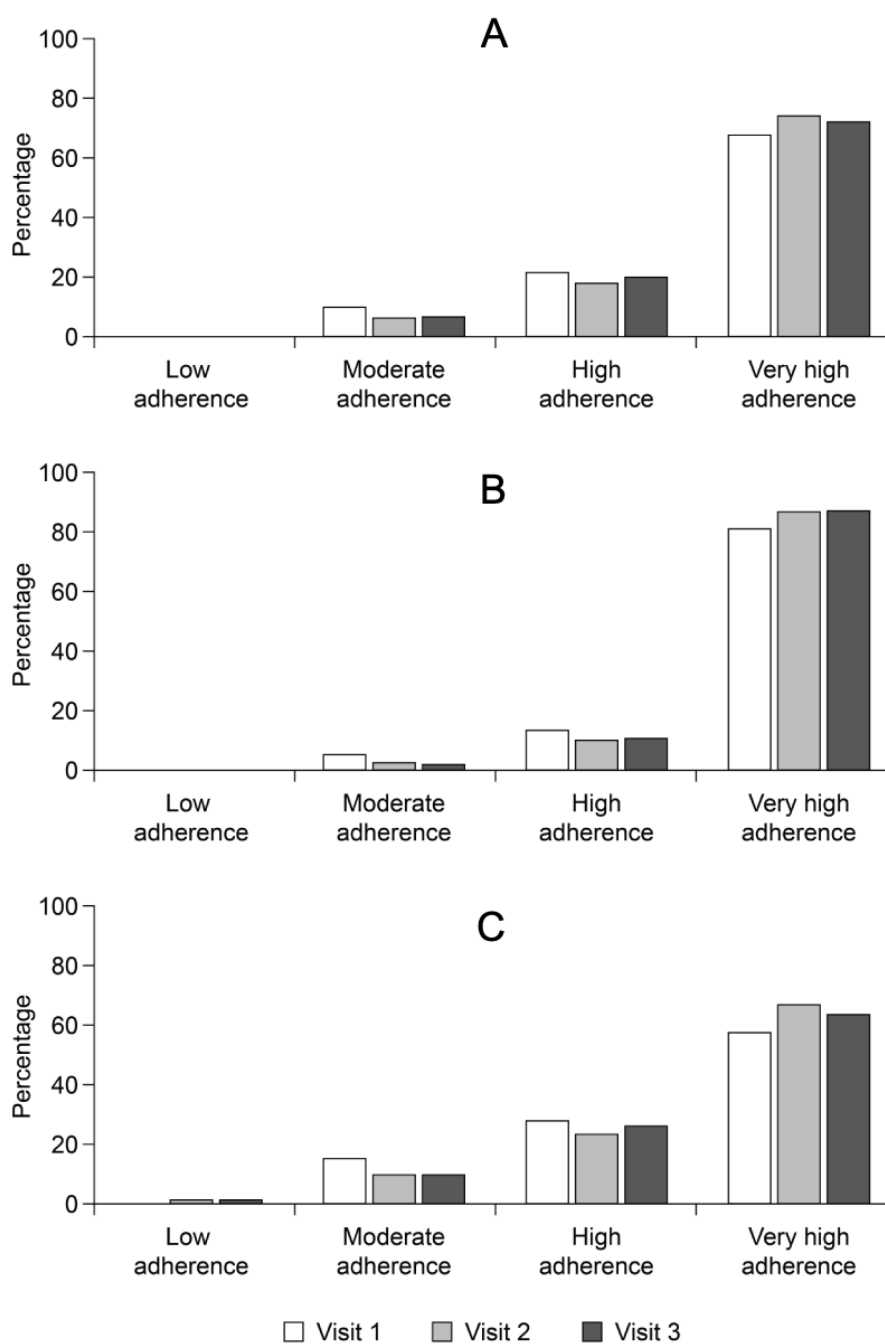 A
100
80
60
40
20
0
Percentage
Low adherence
Moderate adherence
High adherence
Very high adherence
B
100
80
60
40
20
0
Percentage
Low adherence
Moderate adherence
High adherence
Very high adherence
C
100
80
60
40
20
0
Percentage
Low adherence
Moderate adherence
High adherence
Very high adherence
Visit 1 Visit 2 Visit 3